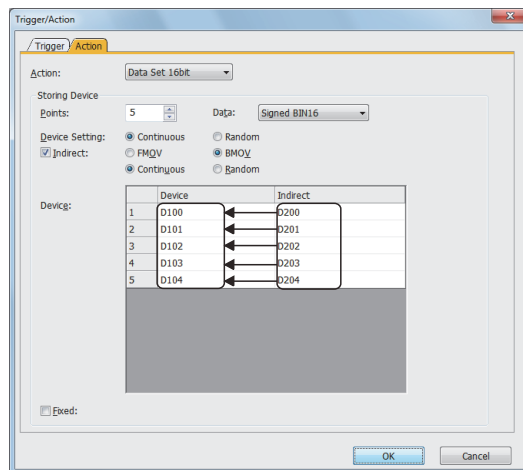 Trigger/Action
Trigger Action
Action: Data Set 16bit
Storing Device
Points: 5 Data: Signed BIN16
Device Setting: Continuous Random
Indirect: FMOV BMOV
Continuous Random
Device:
Device Indirect
1 D100 D200
2 D101 D201
3 D102 D202
4 D103 D203
5 D104 D204
Fixed:
OK Cancel